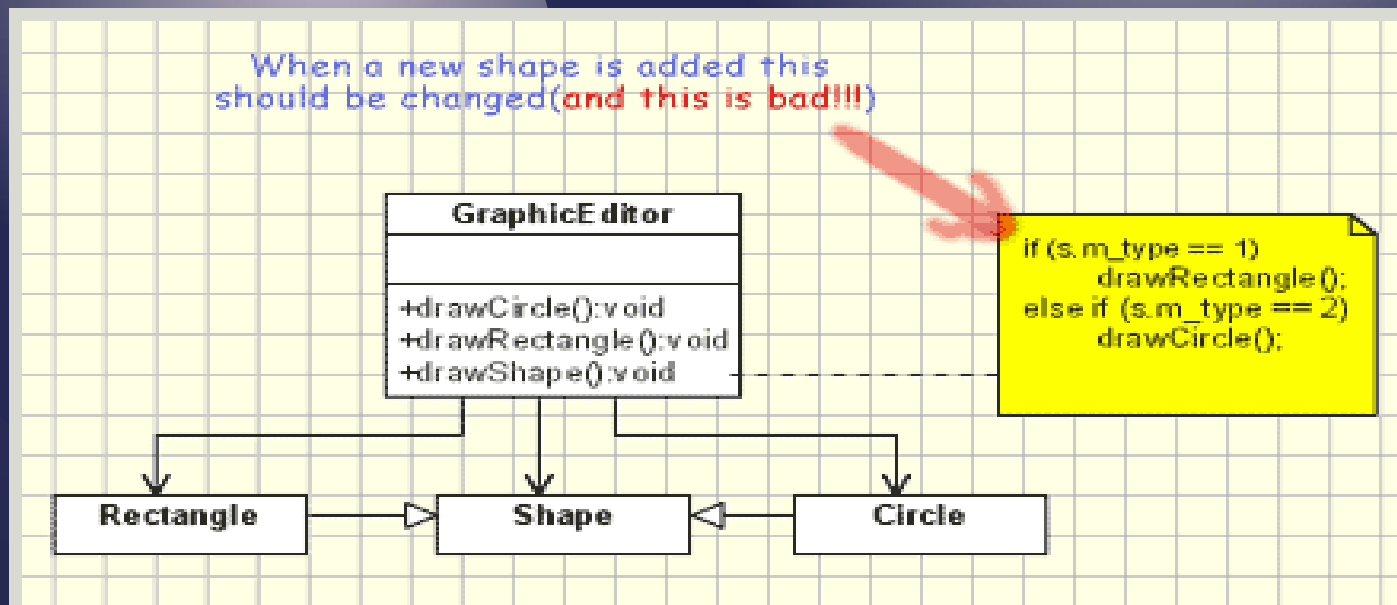 When a new shape is added this
should be changed(and this is bad!!!)
GraphicEditor
+drawCircle():void
+drawRectangle():void
+drawShape():void
if (s.m_type == 1)
drawRectangle();
else if (s.m_type == 2)
drawCircle();
Rectangle
Shape
Circle